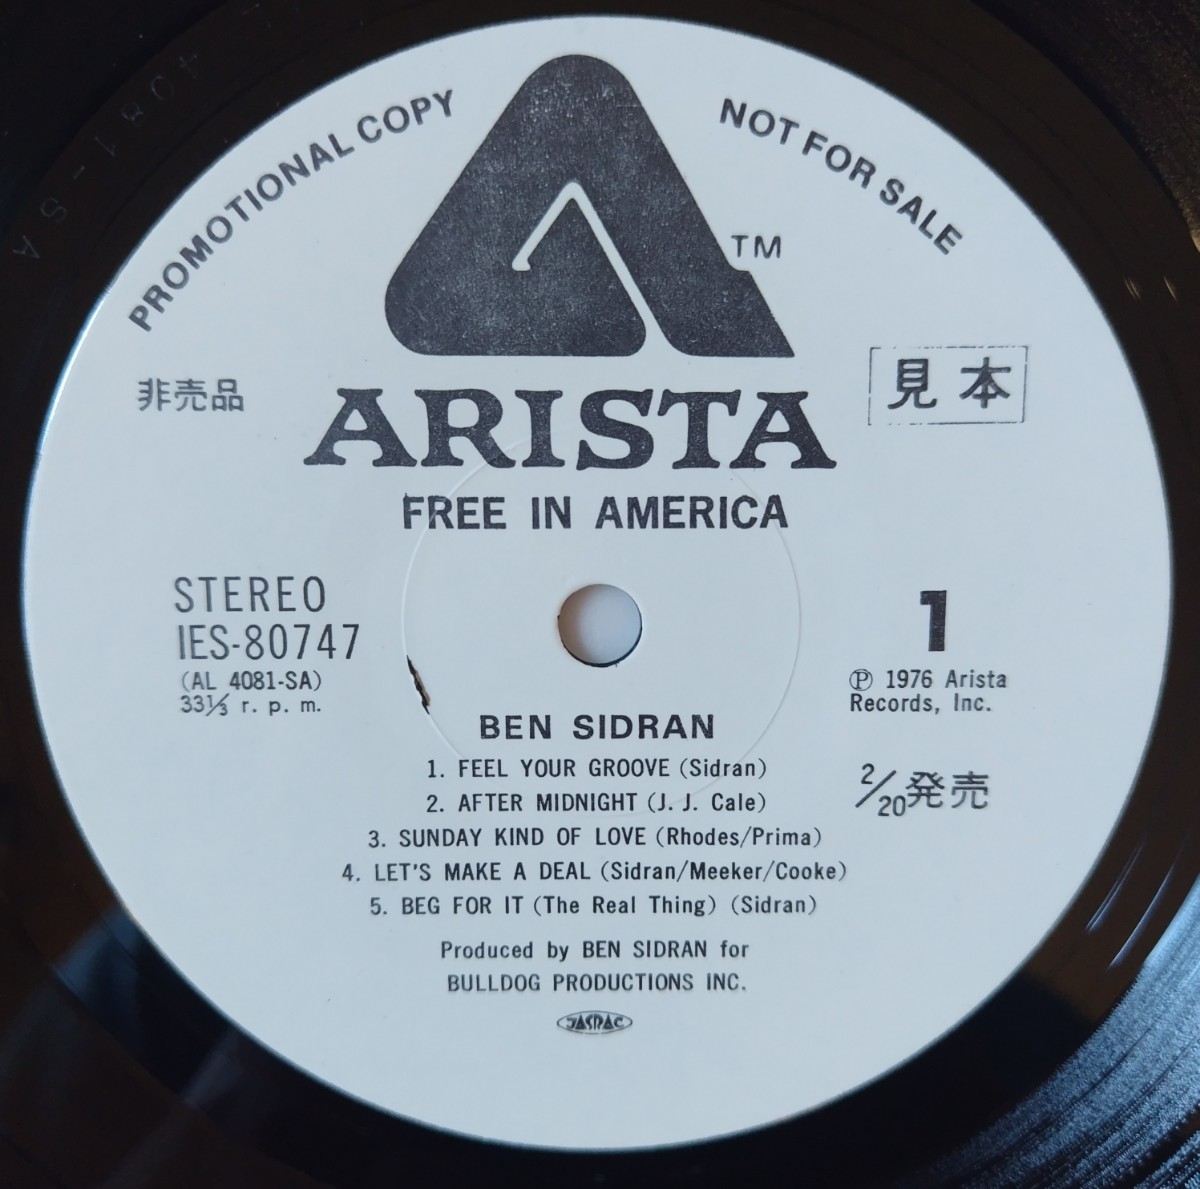 4081-SA
PROMOTIONAL COPY
NOT FOR SALE
TM
非売品
見本
ARISTA
FREE IN AMERICA
STEREO
IES-80747
(AL 4081-SA)
33⅓ r. p. m.
1
Ⓟ 1976 Arista
Records, Inc.
2/20発売
BEN SIDRAN
1. FEEL YOUR GROOVE (Sidran)
2. AFTER MIDNIGHT (J. J. Cale)
3. SUNDAY KIND OF LOVE (Rhodes/Prima)
4. LET'S MAKE A DEAL (Sidran/Meeker/Cooke)
5. BEG FOR IT (The Real Thing) (Sidran)
Produced by BEN SIDRAN for
BULLDOG PRODUCTIONS INC.
JASRAC